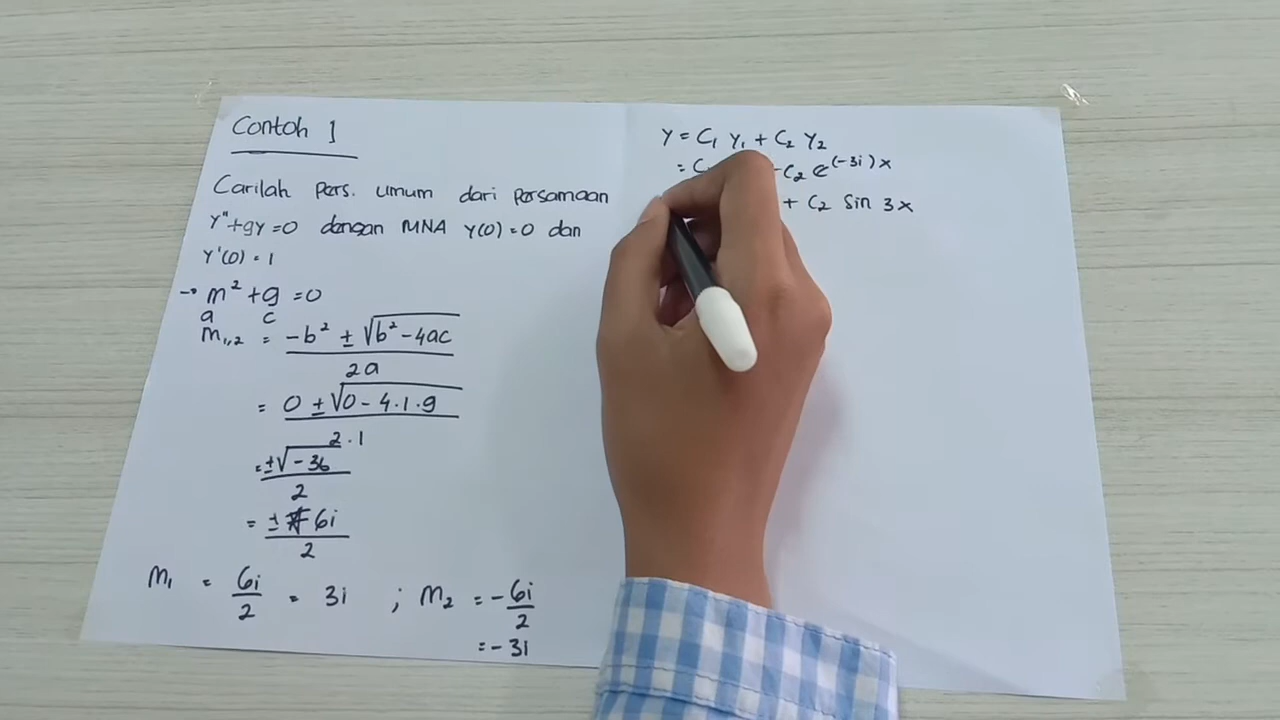 Contoh 1
Carilah Pers. umum dari Persamaan
y"+9y=0 dengan MNA y(0)=0 dan
y'(0)=1
→ m² + 9 = 0
a c
m₁,₂ = -b² ± √b² - 4ac
2a
= 0 ± √0 - 4.1.9
2.1
= ±√-36
2
= ± 6i
2
m₁ = 6i/2 = 3i ; m₂ = -6i/2
= -3i
y = C₁ y₁ + C₂ y₂
= C C₂ e(-3i)x
+ C₂ sin 3x